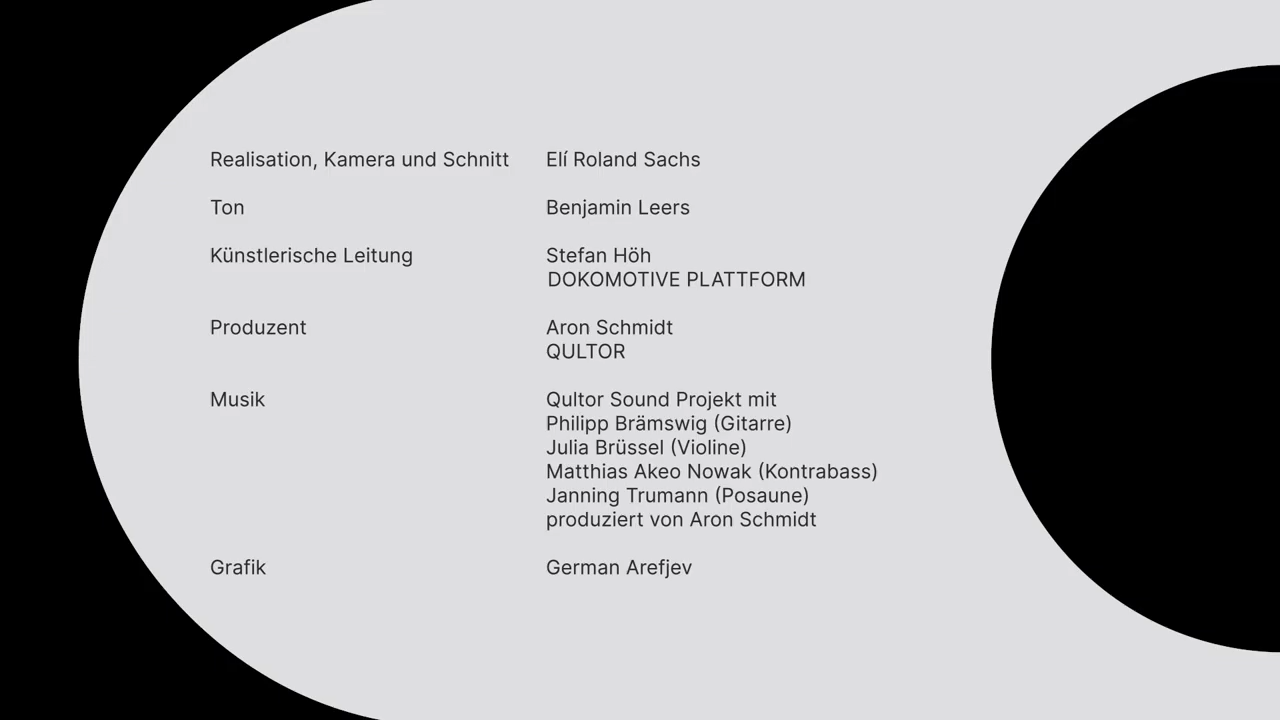 Realisation, Kamera und Schnitt Elí Roland Sachs
Ton Benjamin Leers
Künstlerische Leitung Stefan Höh
DOKOMOTIVE PLATTFORM
Produzent Aron Schmidt
QULTOR
Musik Qultor Sound Projekt mit
Philipp Brämswig (Gitarre)
Julia Brüssel (Violine)
Matthias Akeo Nowak (Kontrabass)
Janning Trumann (Posaune)
produziert von Aron Schmidt
Grafik German Arefjev